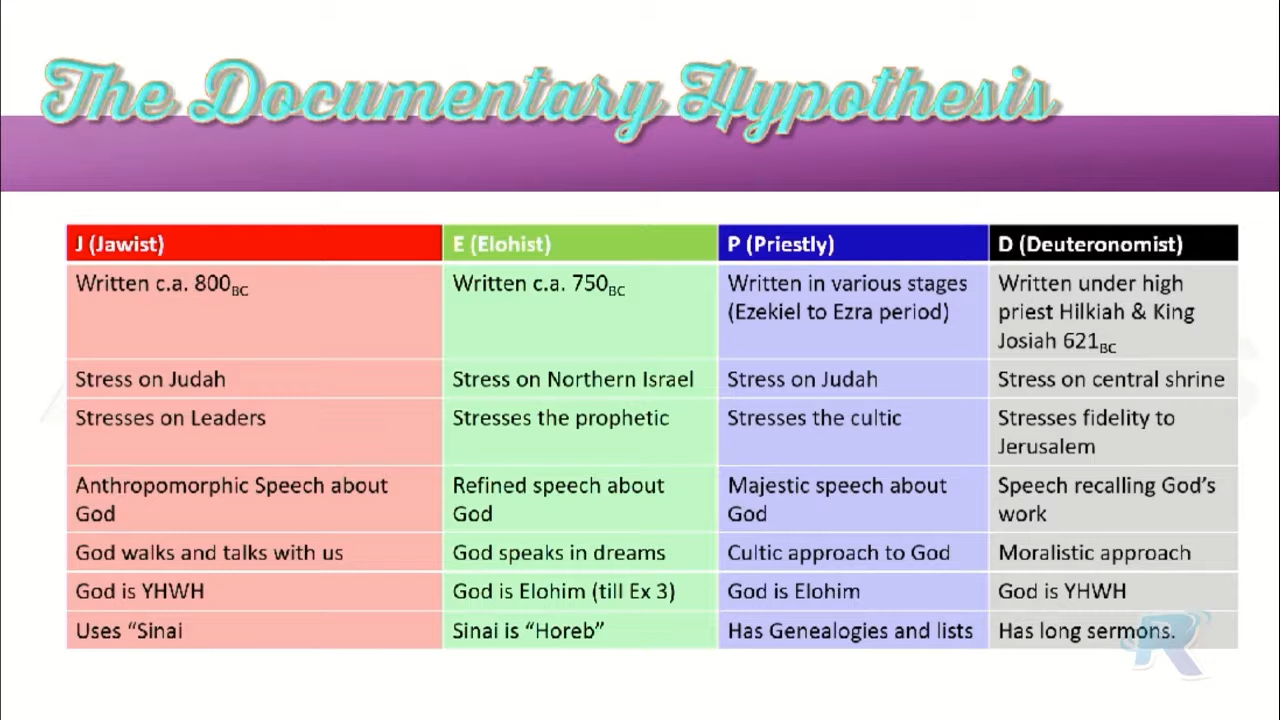 The Documentary Hypothesis
J (Jawist)
E (Elohist)
P (Priestly)
D (Deuteronomist)
Written c.a. 800BC
Written c.a. 750BC
Written in various stages
(Ezekiel to Ezra period)
Written under high
priest Hilkiah & King
Josiah 621BC
Stress on Judah
Stress on Northern Israel
Stress on Judah
Stress on central shrine
Stresses on Leaders
Stresses the prophetic
Stresses the cultic
Stresses fidelity to
Jerusalem
Anthropomorphic Speech about
God
Refined speech about
God
Majestic speech about
God
Speech recalling God's
work
God walks and talks with us
God speaks in dreams
Cultic approach to God
Moralistic approach
God is YHWH
God is Elohim (till Ex 3)
God is Elohim
God is YHWH
Uses “Sinai
Sinai is “Horeb”
Has Genealogies and lists
Has long sermons.
R